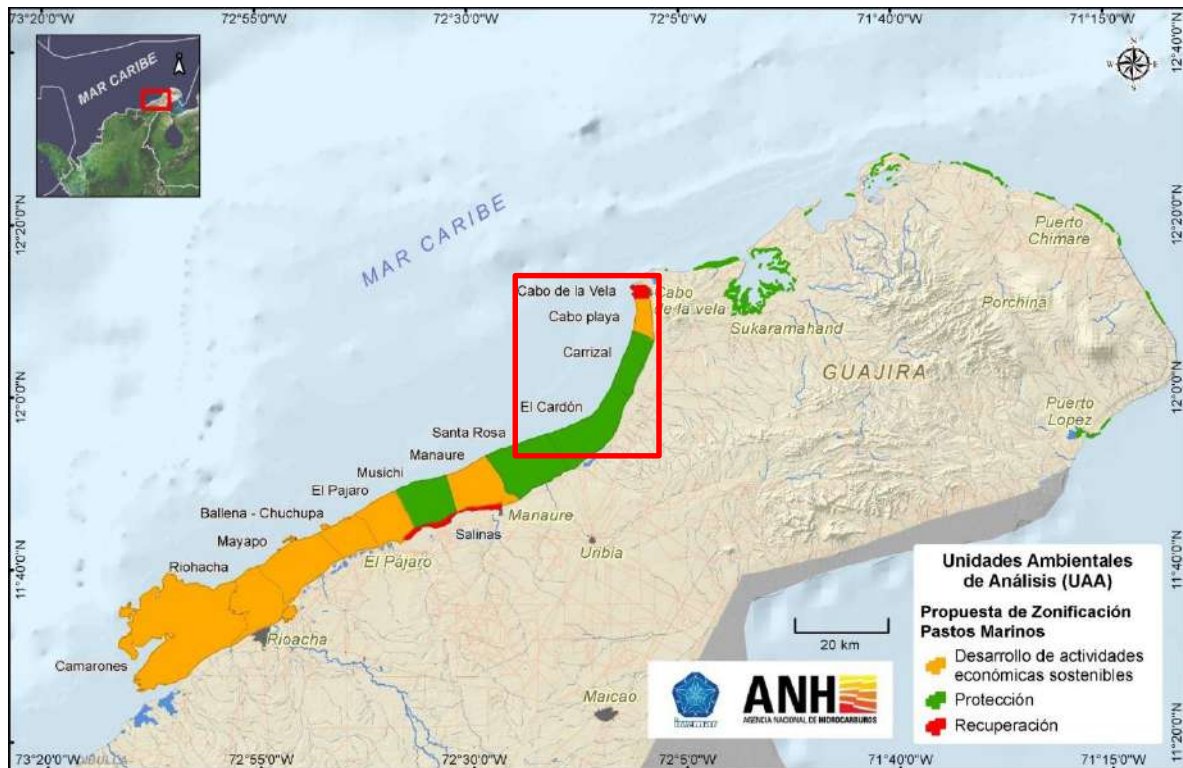 73°20'0"W
72°55'0"W
72°30'0"W
72°5'0"W
71°40'0"W
71°15'0"W
12°40'0"N
12°20'0"N
12°20'0"N
12°0'0"N
12°0'0"N
11°40'0"N
11°40'0"N
11°20'0"N
MAR CARIBE
N
W
E
S
MAR CARIBE
Puerto
Chimare
Cabo de la Vela
Cabo
de la vela
Porchina
Cabo playa
Sukaramahand
Carrizal
GUAJIRA
El Cardón
Puerto
Lopez
Santa Rosa
Manaure
Musichi
El Pajaro
Ballena - Chuchupa
Manaure
Salinas
Mayapo
Uribia
El Pájaro
Riohacha
Rioacha
Camarones
Maicao
20 km
Unidades Ambientales
de Análisis (UAA)
Propuesta de Zonificación
Pastos Marinos
Desarrollo de actividades
económicas sostenibles
Protección
Recuperación
invemar
ANH
AGENCIA NACIONAL DE HIDROCARBUROS
73°20'0"W
72°55'0"W
72°30'0"W
72°5'0"W
71°40'0"W
71°15'0"W